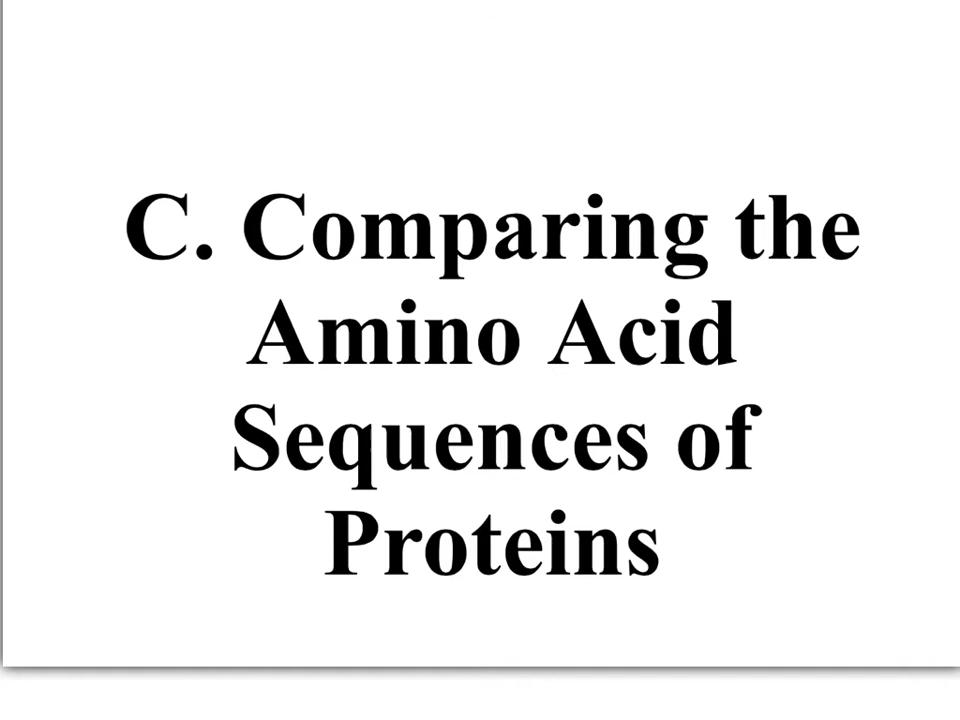 C. Comparing the
Amino Acid
Sequences of
Proteins